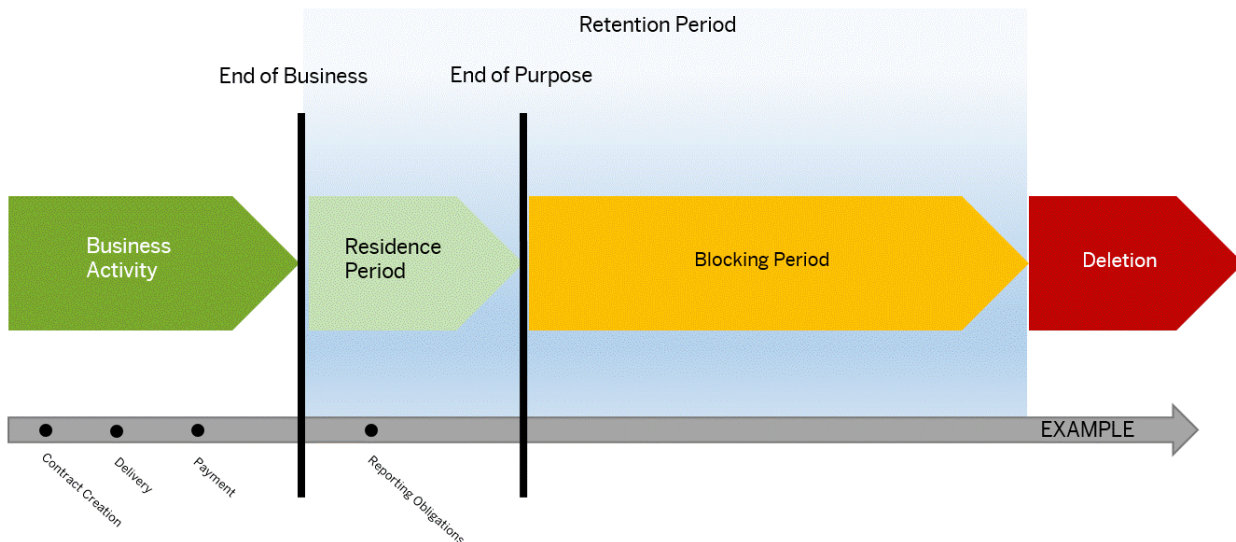 Retention Period
End of Business
End of Purpose
Business
Activity
Residence
Period
Blocking Period
Deletion
EXAMPLE
Contract Creation
Delivery
Payment
Reporting Obligations